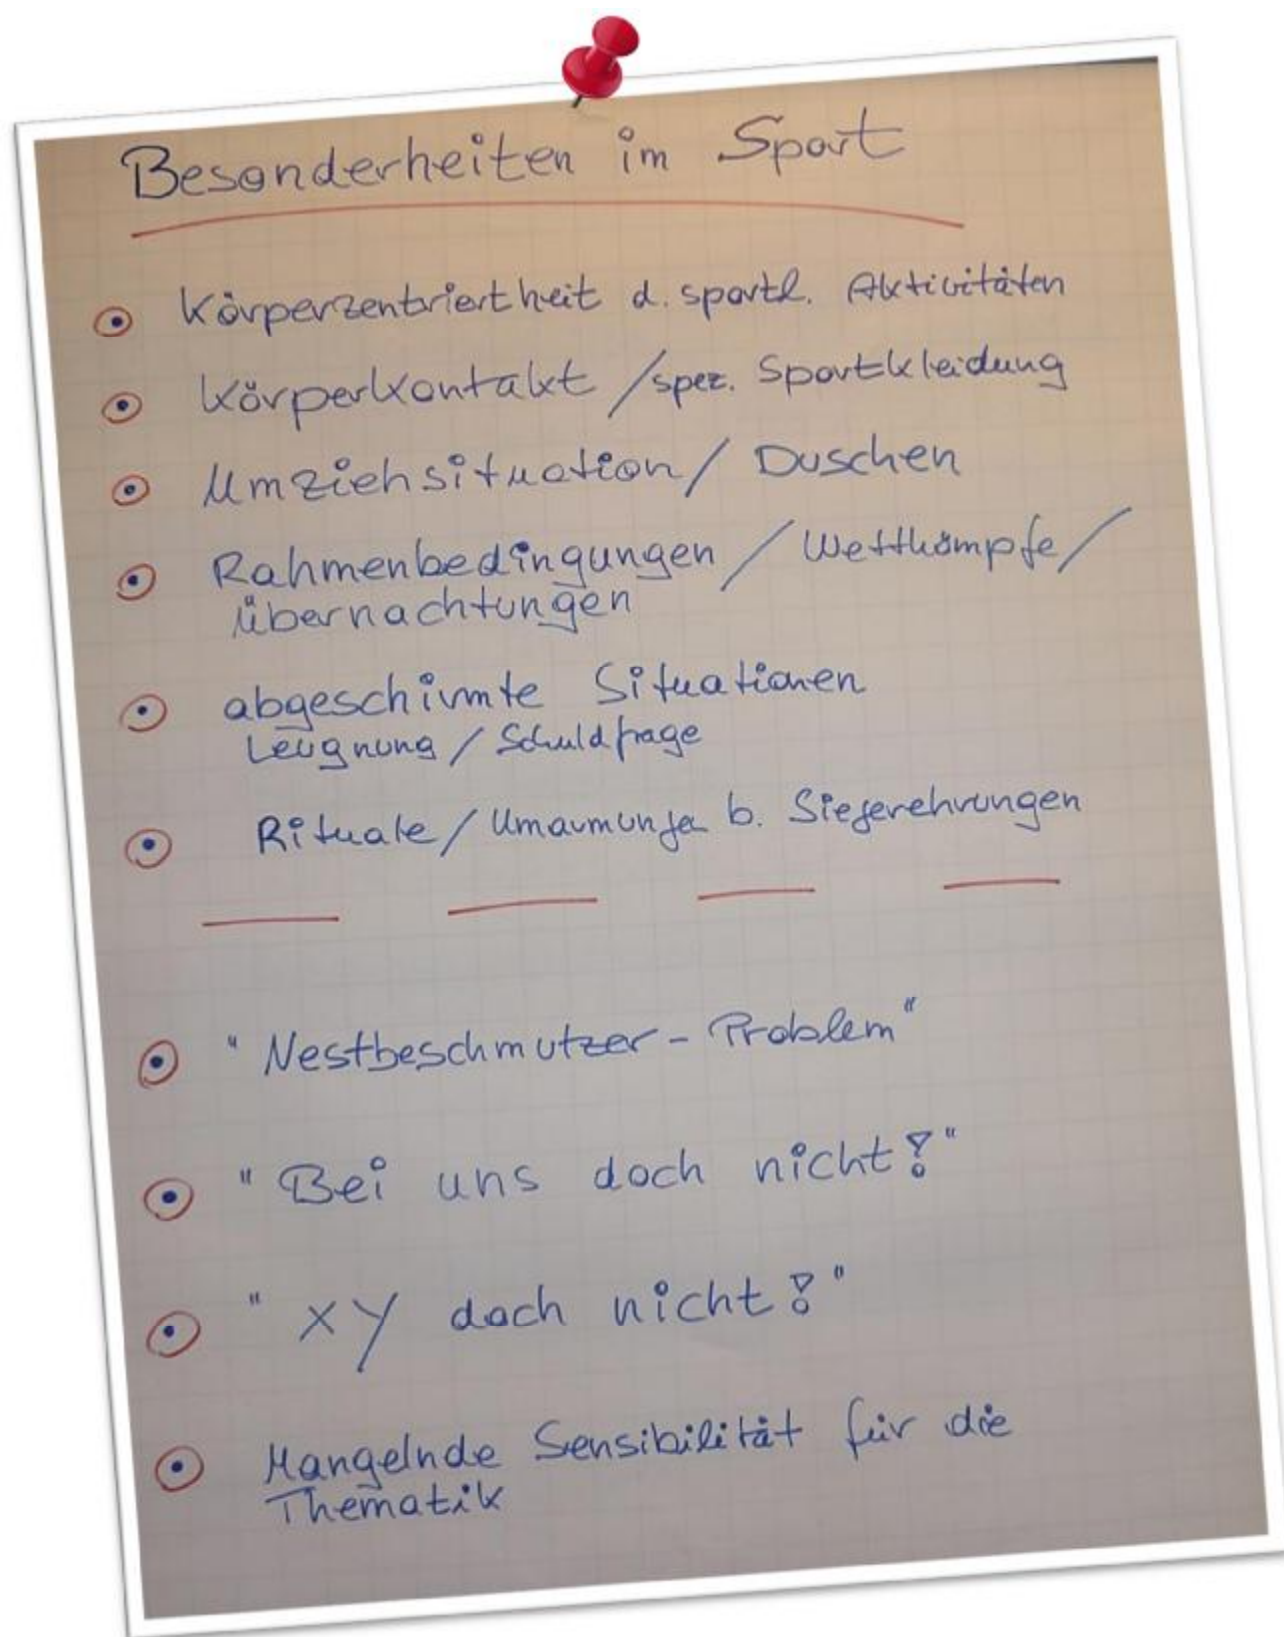 Besonderheiten im Sport
Körperzentriertheit d. sportl. Aktivitäten
Körperkontakt / spez. Sportkleidung
Umziehsituation / Duschen
Rahmenbedingungen / Wettkämpfe /
übernachtungen
abgeschirmte Situationen
Leugnung / Schuldfrage
Rituale / Umarmungen b. Siegerehrungen
"Nestbeschmutzer - Problem"
"Bei uns doch nicht!"
"XY doch nicht!"
Mangelnde Sensibilität für die
Thematik